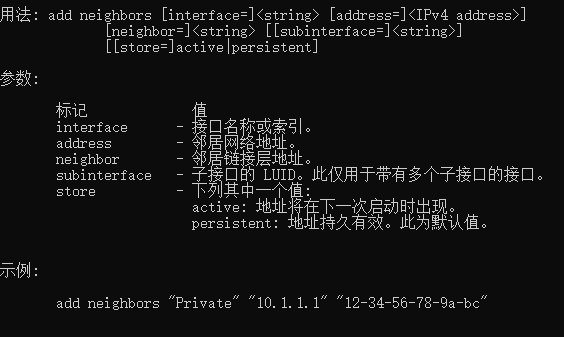 用法: add neighbors [interface=]<string> [address=]<IPv4 address>]
[neighbor=]<string> [[subinterface=]<string>]
[[store=]active|persistent]
参数:
标记 值
interface - 接口名称或索引。
address - 邻居网络地址。
neighbor - 邻居链接层地址。
subinterface - 子接口的 LUID。此仅用于带有多个子接口的接口。
store - 下列其中一个值:
active: 地址将在下一次启动时出现。
persistent: 地址持久有效。此为默认值。
示例:
add neighbors "Private" "10.1.1.1" "12-34-56-78-9a-bc"